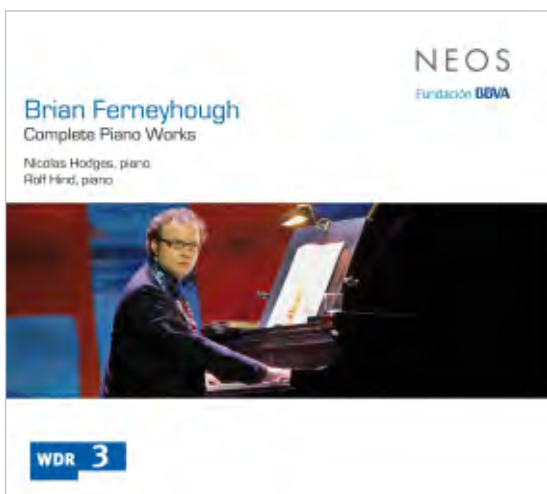 NEOS
Fundación BBVA
Brian Ferneyhough
Complete Piano Works
Nicolas Hodges, piano
Rolf Hind, piano
WDR 3